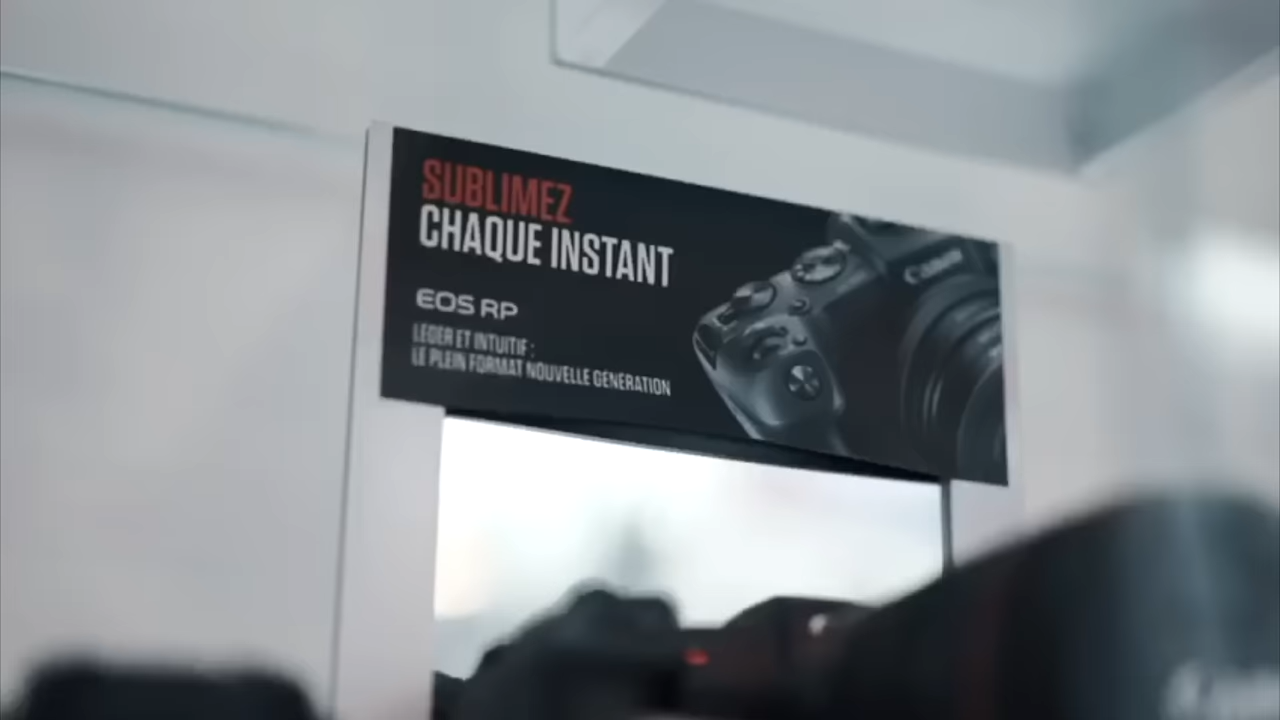 SUBLIMEZ
CHAQUE INSTANT
EOS RP
LEGER ET INTUITIF :
LE PLEIN FORMAT NOUVELLE GENERATION
Canon